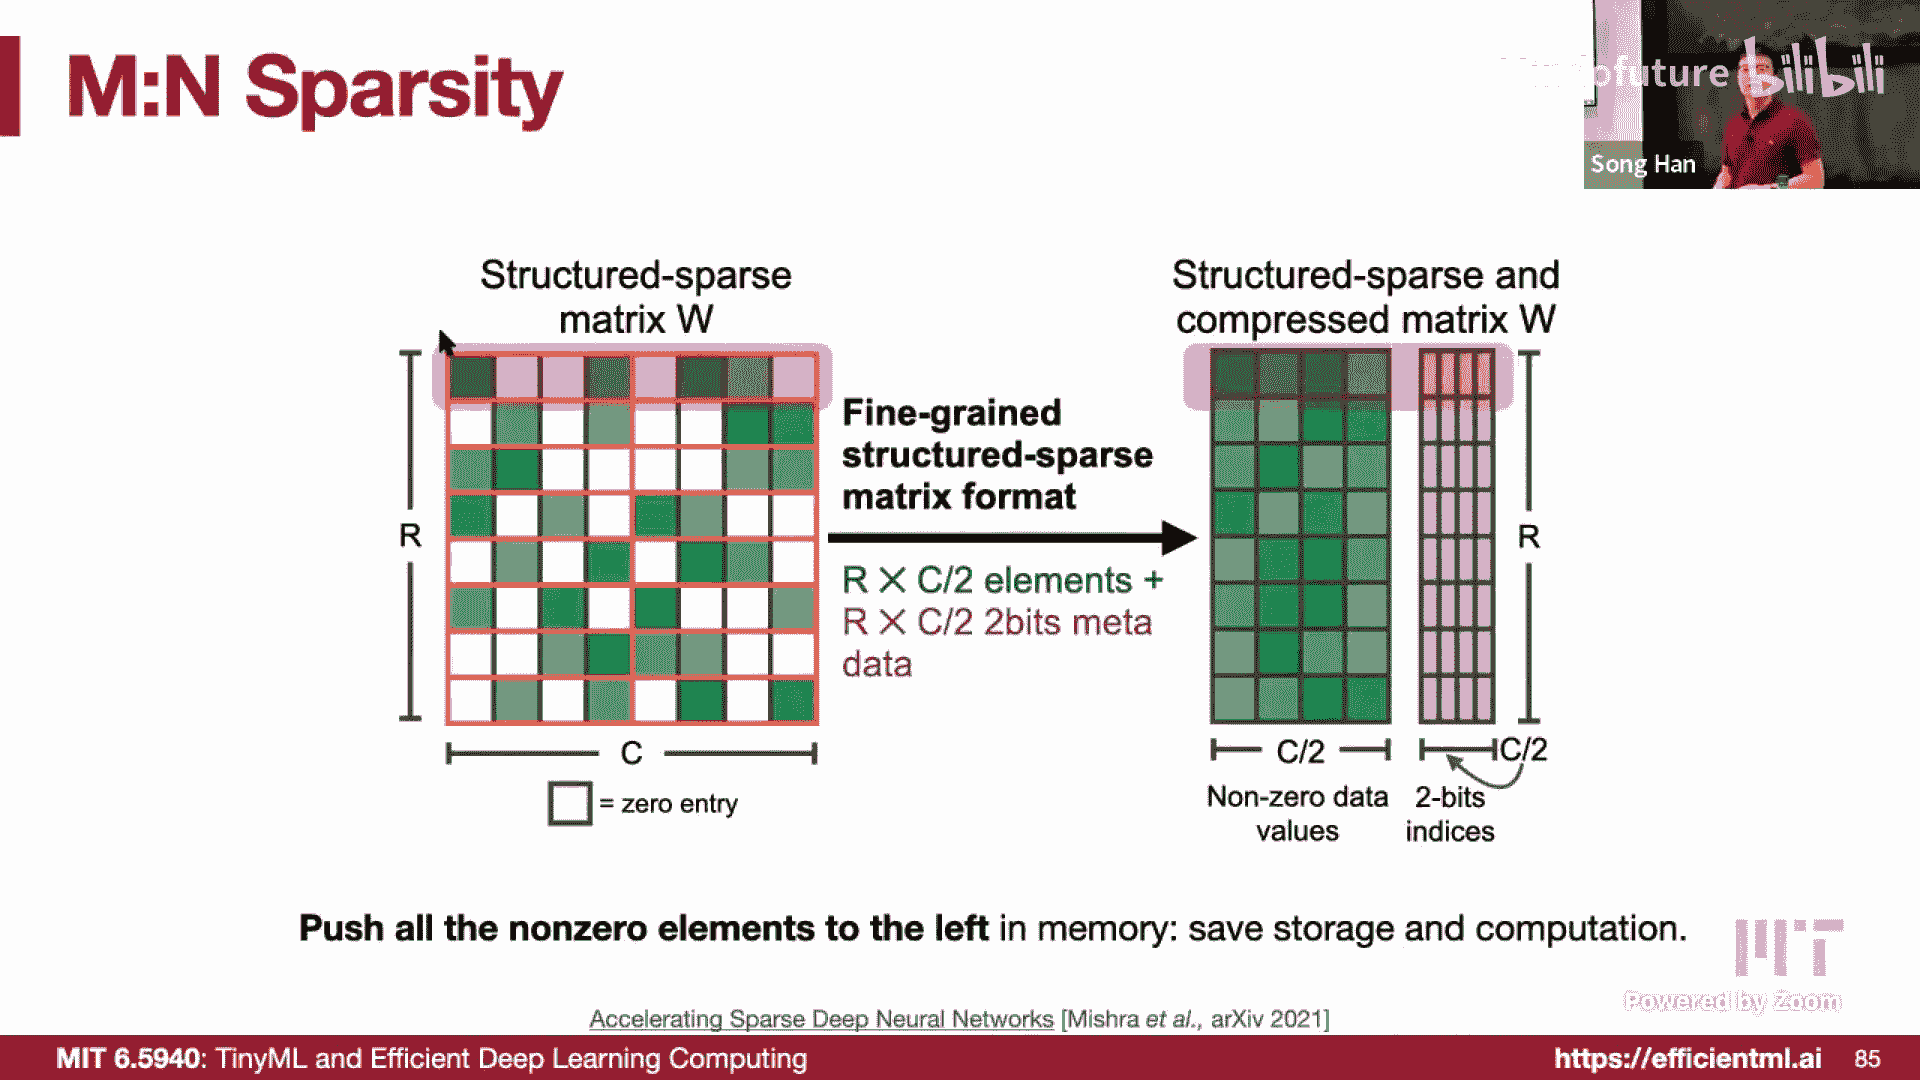 M:N Sparsity
ofuture bilibili
Song Han
Structured-sparse
matrix W
Structured-sparse and
compressed matrix W
Fine-grained
structured-sparse
matrix format
R
R × C/2 elements +
R × C/2 2bits meta
data
R
C
= zero entry
C/2
C/2
Non-zero data
values
2-bits
indices
Push all the nonzero elements to the left in memory: save storage and computation.
MIT
Powered by Zoom
Accelerating Sparse Deep Neural Networks [Mishra et al., arXiv 2021]
MIT 6.5940: TinyML and Efficient Deep Learning Computing
https://efficientml.ai
85